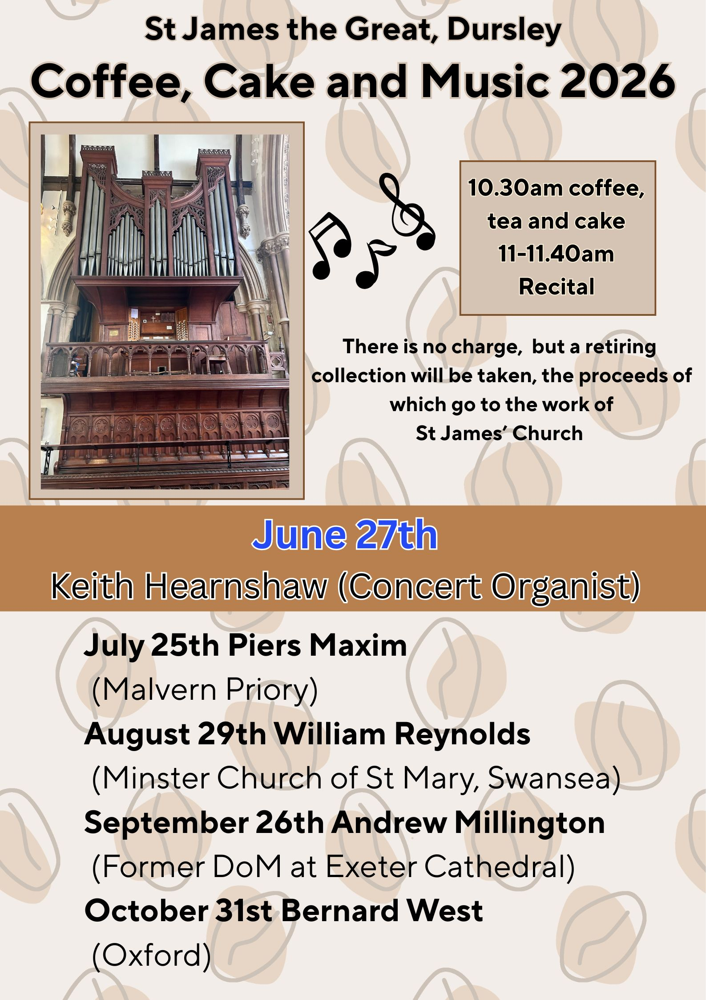 St James the Great, Dursley
Coffee, Cake and Music 2026
10.30am coffee,
tea and cake
11-11.40am
Recital
There is no charge,  but a retiring
collection will be taken, the proceeds of
which go to the work of
St James’ Church
June 27th
Keith Hearnshaw (Concert Organist)
July 25th Piers Maxim
(Malvern Priory)
August 29th William Reynolds
(Minster Church of St Mary, Swansea)
September 26th Andrew Millington
(Former DoM at Exeter Cathedral)
October 31st Bernard West
(Oxford)